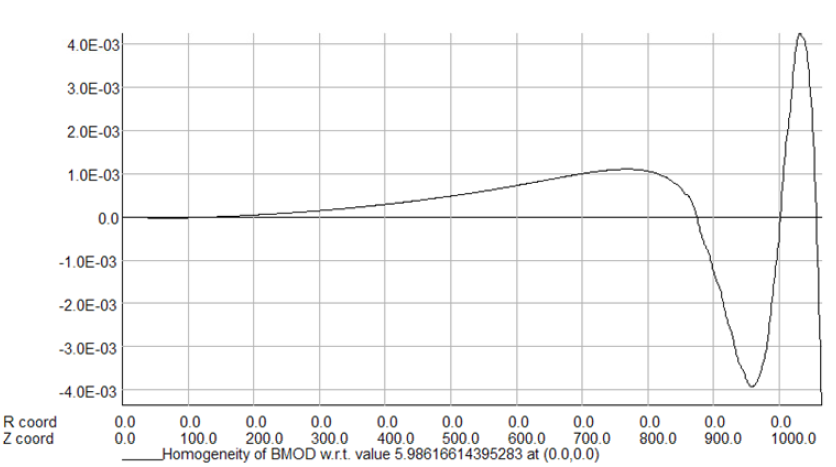 4.0E-03
3.0E-03
2.0E-03
1.0E-03
0.0
-1.0E-03
-2.0E-03
-3.0E-03
-4.0E-03
R coord 0.0 0.0 0.0 0.0 0.0 0.0 0.0 0.0 0.0 0.0 0.0
Z coord 0.0 100.0 200.0 300.0 400.0 500.0 600.0 700.0 800.0 900.0 1000.0
Homogeneity of BMOD w.r.t. value 5.98616614395283 at (0.0,0.0)